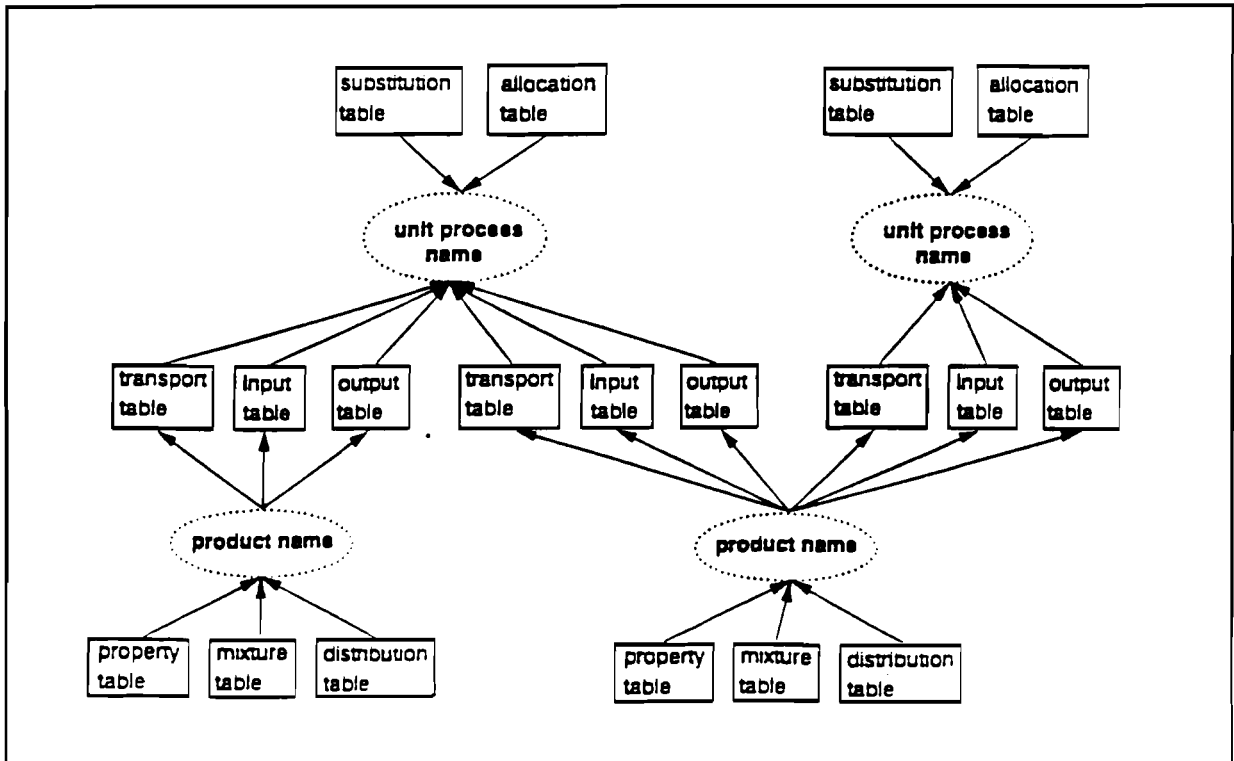 substitution
table
allocation
table
substitution
table
allocation
table
unit process
name
unit process
name
transport
table
input
table
output
table
transport
table
input
table
output
table
transport
table
input
table
output
table
product name
product name
property
table
mixture
table
distribution
table
property
table
mixture
table
distribution
table